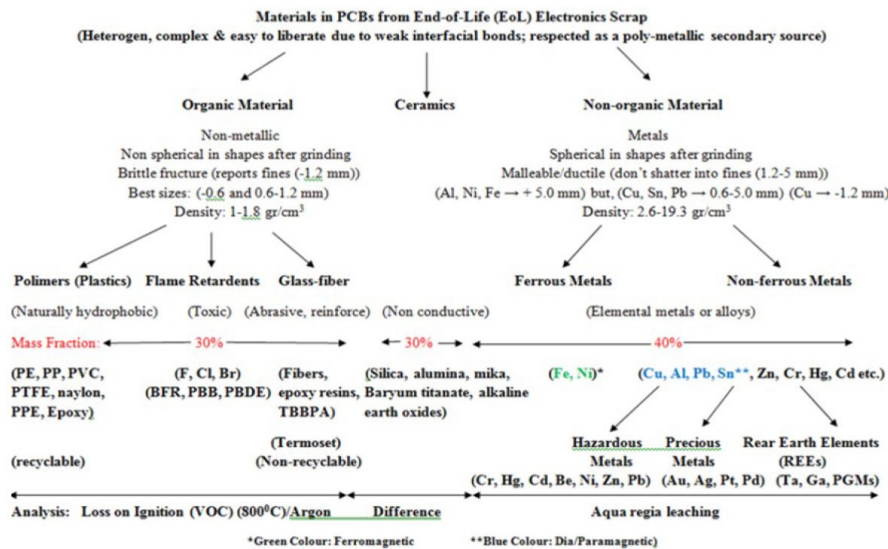 Materials in PCBs from End-of-Life (EoL) Electronics Scrap
(Heterogen, complex & easy to liberate due to weak interfacial bonds; respected as a poly-metallic secondary source)
Organic Material Ceramics Non-organic Material
Non-metallic Metals
Non spherical in shapes after grinding Spherical in shapes after grinding
Brittle fructure (reports fines (-1.2 mm)) Malleable/ductile (don't shatter into fines (1.2-5 mm))
Best sizes: (-0.6 and 0.6-1.2 mm) (Al, Ni, Fe → + 5.0 mm) but, (Cu, Sn, Pb → 0.6-5.0 mm) (Cu → -1.2 mm)
Density: 1-1.8 gr/cm³ Density: 2.6-19.3 gr/cm³
Polimers (Plastics) Flame Retardents Glass-fiber Ferrous Metals Non-ferrous Metals
(Naturally hydrophobic) (Toxic) (Abrasive, reinforce) (Non conductive) (Elemental metals or alloys)
Mass Fraction: 30% 30% 40%
(PE, PP, PVC, (F, Cl, Br) (Fibers, (Silica, alumina, mika, (Fe, Ni)* (Cu, Al, Pb, Sn**, Zn, Cr, Hg, Cd etc.)
PTFE, naylon, (BFR, PBB, PBDE) epoxy resins, Baryum titanate, alkaline
PPE, Epoxy) TBBPA) earth oxides)
(Termoset) Hazardous Precious Rear Earth Elements
(recyclable) (Non-recyclable) Metals Metals (REEs)
(Cr, Hg, Cd, Be, Ni, Zn, Pb) (Au, Ag, Pt, Pd) (Ta, Ga, PGMs)
Analysis: Loss on Ignition (VOC) (800⁰C)/Argon Difference Aqua regia leaching
*Green Colour: Ferromagnetic **Blue Colour: Dia/Paramagnetic)